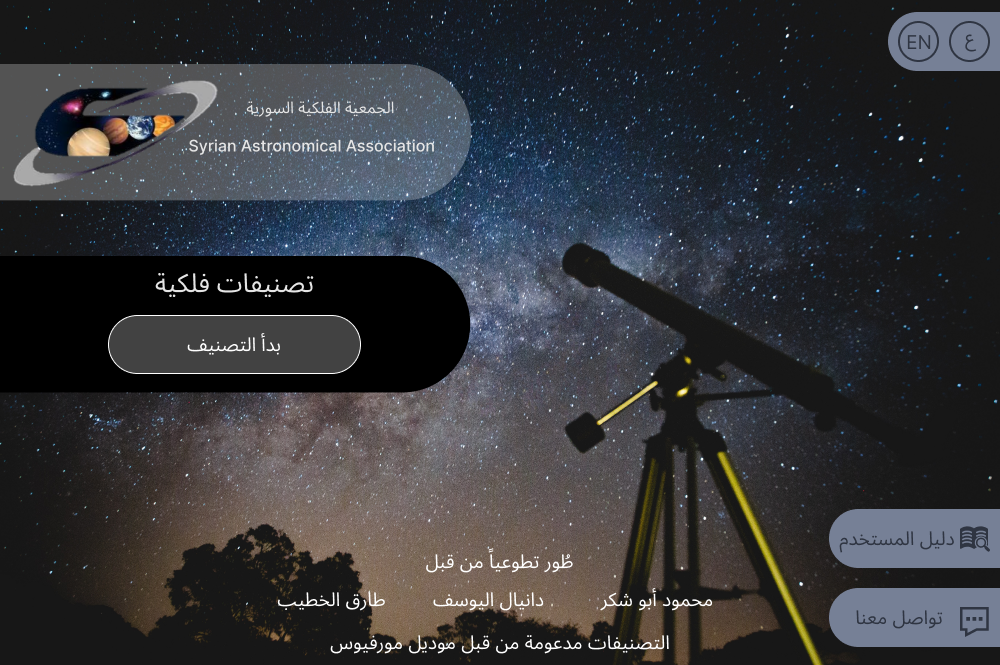 ع EN
الجمعية الفلكية السورية
Syrian Astronomical Association
تصنيفات فلكية
بدأ التصنيف
دليل المستخدم
طُور تطوعياً من قبل
محمود أبو شكر دانيال اليوسف طارق الخطيب
تواصل معنا
التصنيفات مدعومة من قبل موديل مورفيوس